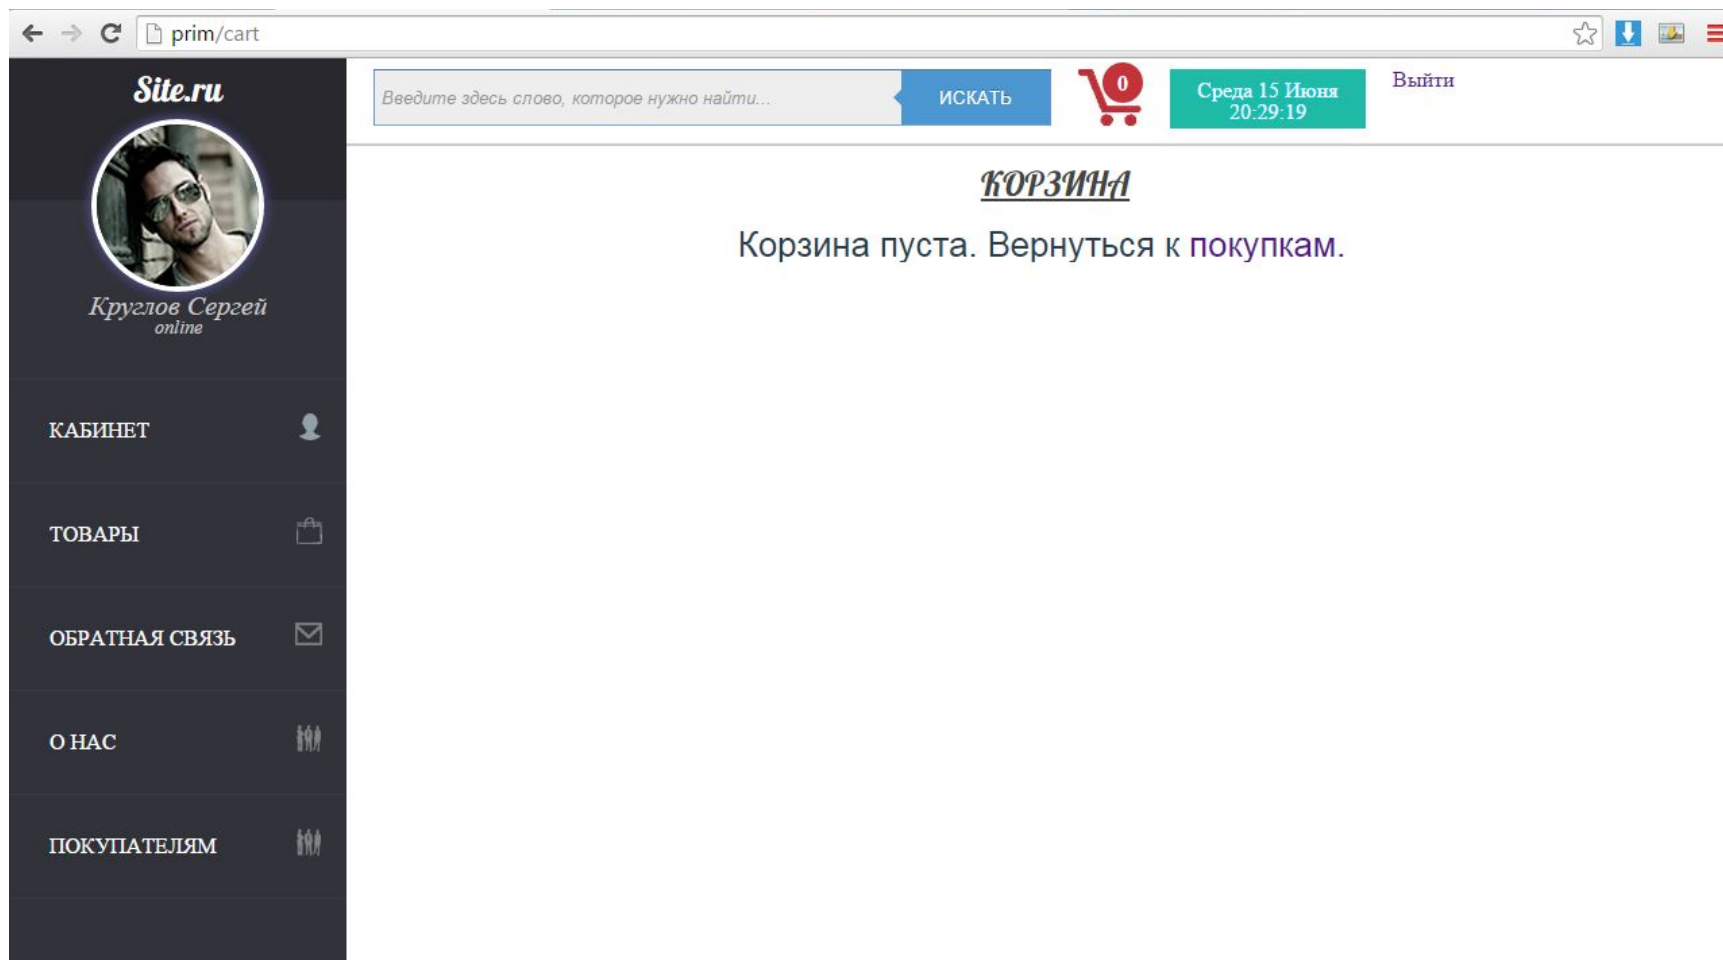 prim/cart
Site.ru
Введите здесь слово, которое нужно найти...
ИСКАТЬ
0
Среда 15 Июня
20:29:19
Выйти
Круглов Сергей
online
КАБИНЕТ
ТОВАРЫ
ОБРАТНАЯ СВЯЗЬ
О НАС
ПОКУПАТЕЛЯМ
КОРЗИНА
Корзина пуста. Вернуться к покупкам.